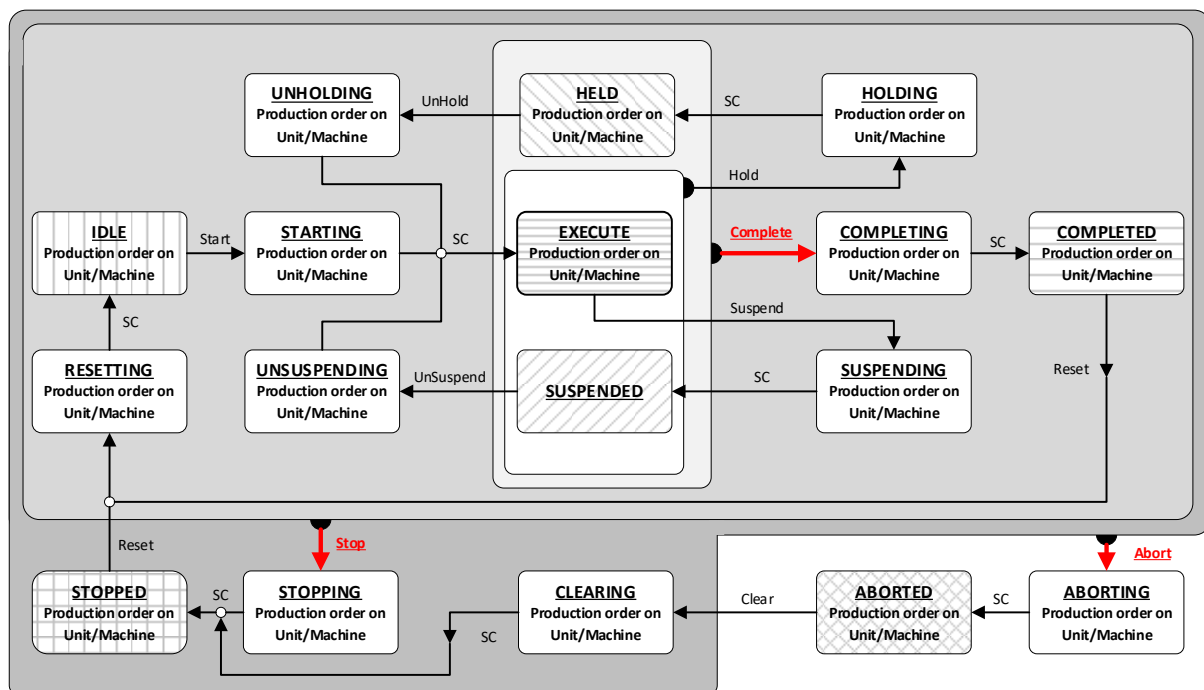 UNHOLDING
Production order on
Unit/Machine
UnHold
HELD
Production order on
Unit/Machine
SC
HOLDING
Production order on
Unit/Machine
Hold
IDLE
Production order on
Unit/Machine
Start
STARTING
Production order on
Unit/Machine
SC
EXECUTE
Production order on
Unit/Machine
Complete
COMPLETING
Production order on
Unit/Machine
SC
COMPLETED
Production order on
Unit/Machine
SC
Suspend
RESETTING
Production order on
Unit/Machine
UNSUSPENDING
Production order on
Unit/Machine
UnSuspend
SUSPENDED
SC
SUSPENDING
Production order on
Unit/Machine
Reset
Reset
Stop
Abort
STOPPED
Production order on
Unit/Machine
SC
STOPPING
Production order on
Unit/Machine
SC
CLEARING
Production order on
Unit/Machine
Clear
ABORTED
Production order on
Unit/Machine
SC
ABORTING
Production order on
Unit/Machine